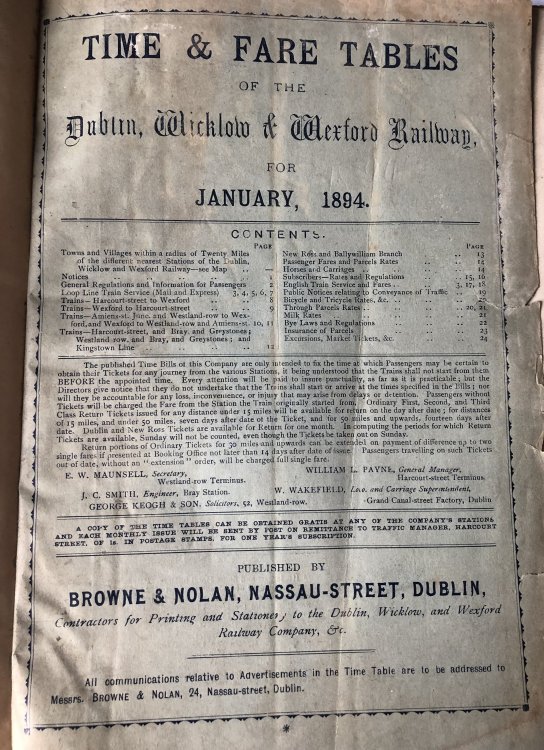 TIME & FARE TABLES
OF THE
Dublin, Wicklow & Wexford Railway,
FOR
JANUARY, 1894.
CONTENTS.
PAGE
Towns and Villages within a radius of Twenty Miles
of the different nearest Stations of the Dublin,
Wicklow and Wexford Railway—see Map .. —
Notices .. .. .. .. 1
General Regulations and Information for Passengers 2
Loop Line Train Service (Mail and Express) 3, 4, 5, 6, 7
Trains—Harcourt-street to Wexford .. 8
Trains—Wexford to Harcourt-street .. 9
Trains—Amiens-st. Junc. and Westland-row to Wex-
ford, and Wexford to Westland-row and Amiens-st. 10, 11
Trains—Harcourt-street, and Bray, and Greystones;
Westland row, and Bray, and Greystones; and
Kingstown Line .. .. .. 12
PAGE
New Ross and Ballywilliam Branch .. 13
Passenger Fares and Parcels Rates .. 13
Horses and Carriages .. .. 14
Subscribers—Rates and Regulations .. 15, 16
English Train Service and Fares .. 3, 17, 18
Public Notices relating to Conveyance of Traffic .. 19
Bicycle and Tricycle Rates, &c. .. .. 20
Through Parcels Rates .. .. 20, 21
Milk Rates .. .. .. 21
Bye Laws and Regulations .. .. 22
Insurance of Parcels .. .. 23
Excursions, Market Tickets, &c. .. 24
The published Time Bills of this Company are only intended to fix the time at which Passengers may be certain to
obtain their Tickets for any journey from the various Stations, it being understood that the Trains shall not start from them
BEFORE the appointed time. Every attention will be paid to insure punctuality, as far as it is practicable; but the
Directors give notice that they do not undertake that the Trains shall start or arrive at the times specified in the Bills; nor
will they be accountable for any loss, inconvenience, or injury that may arise from delays or detention. Passengers without
Tickets will be charged the Fare from the Station the Train originally started from. Ordinary First, Second, and Third
Class Return Tickets issued for any distance under 15 miles will be available for return on the day after date; for distances
of 15 miles, and under 50 miles, seven days after date of the Ticket, and for 50 miles and upwards, fourteen days after
date. Dublin and New Ross Tickets are available for Return for one month. In computing the periods for which Return
Tickets are available, Sunday will not be counted, even though the Tickets be taken out on Sunday.
Return portions of Ordinary Tickets for 30 miles and upwards can be extended on payment of difference up to two
single fares if presented at Booking Office not later than 14 days after date of issue. Passengers travelling on such Tickets
out of date, without an "extension" order, will be charged full single fare.
E. W. MAUNSELL, Secretary,
Westland-row Terminus.
WILLIAM L. PAYNE, General Manager,
Harcourt-street Terminus.
J. C. SMITH, Engineer, Bray Station.
W. WAKEFIELD, Loco. and Carriage Superintendent,
Grand Canal-street Factory, Dublin
GEORGE KEOGH & SON, Solicitors, 52, Westland-row.
A COPY OF THE TIME TABLES CAN BE OBTAINED GRATIS AT ANY OF THE COMPANY'S STATIONS
AND EACH MONTHLY ISSUE WILL BE SENT BY POST ON REMITTANCE TO TRAFFIC MANAGER, HARCOURT
STREET, OF 1s. IN POSTAGE STAMPS, FOR ONE YEAR'S SUBSCRIPTION.
PUBLISHED BY
BROWNE & NOLAN, NASSAU-STREET, DUBLIN,
Contractors for Printing and Stationery to the Dublin, Wicklow, and Wexford
Railway Company, &c.
All communications relative to Advertisements in the Time Table are to be addressed to
Messrs. BROWNE & NOLAN, 24, Nassau-street, Dublin.
*